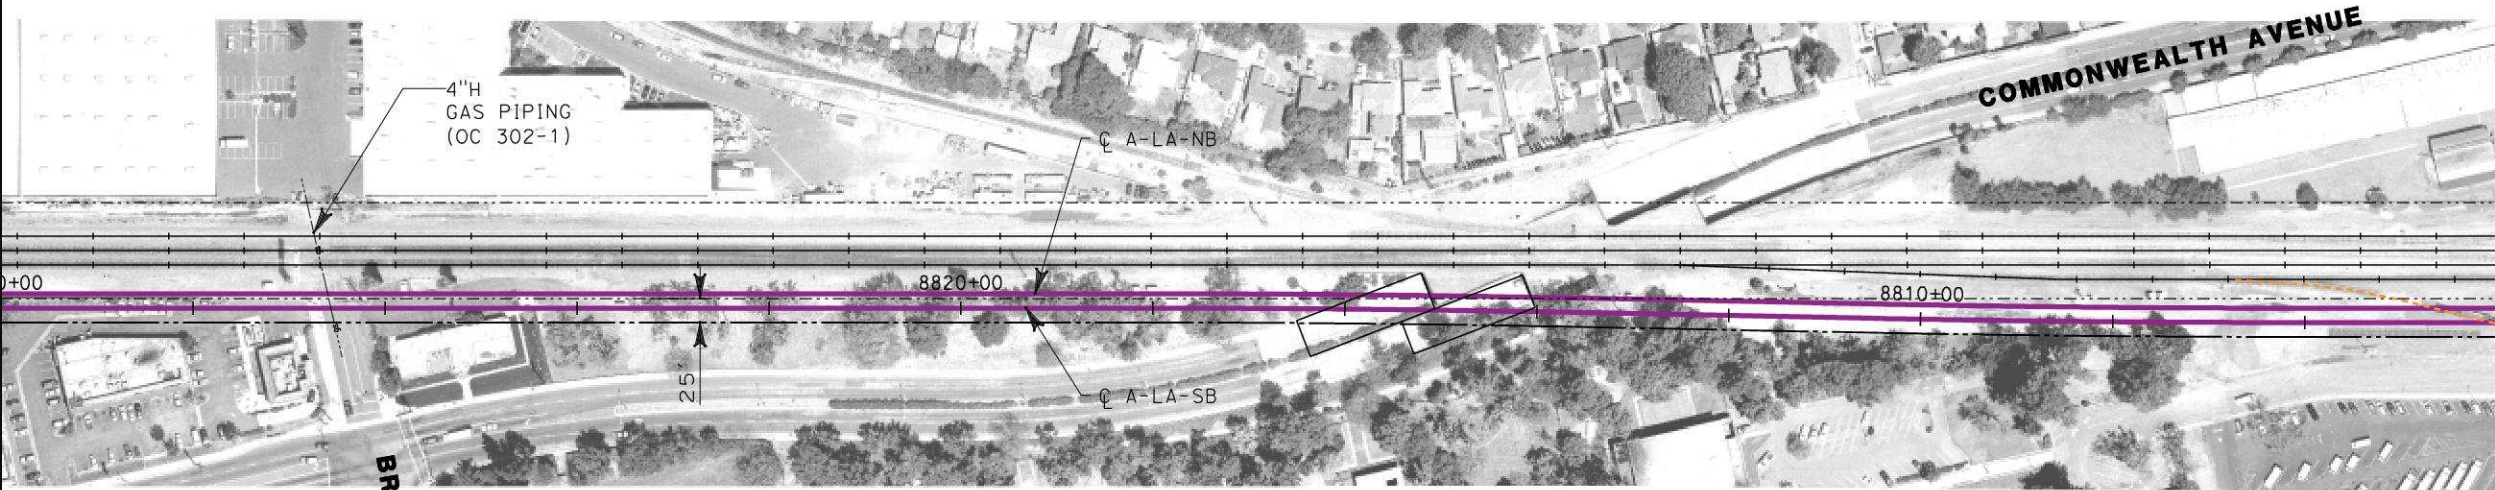 COMMONWEALTH AVENUE
4"H
GAS PIPING
(OC 302-1)
℄ A-LA-NB
0+00
8820+00
8810+00
25'
℄ A-LA-SB
BR